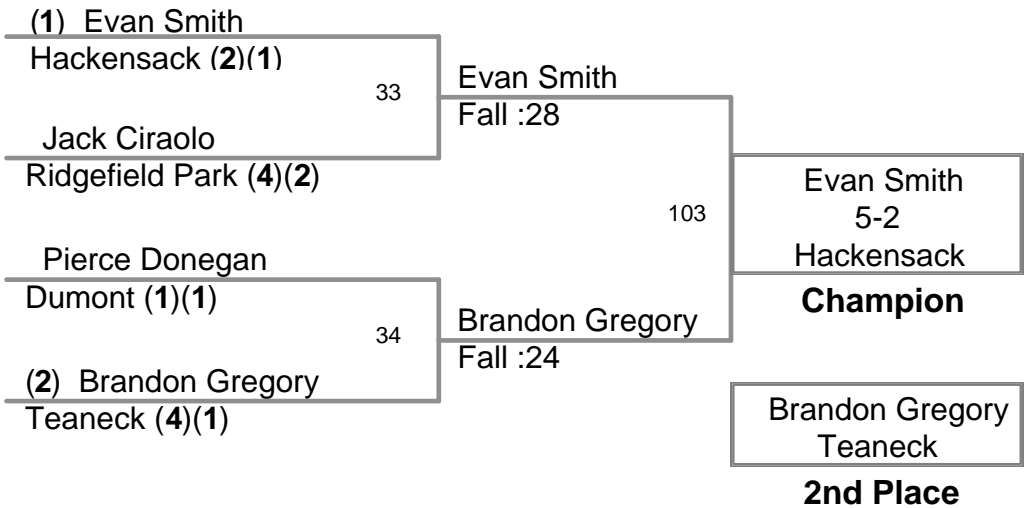 (1) Evan Smith
Hackensack (2)(1)
33
Jack Ciraolo
Ridgefield Park (4)(2)
Evan Smith
Fall :28
Pierce Donegan
Dumont (1)(1)
34
(2) Brandon Gregory
Teaneck (4)(1)
Brandon Gregory
Fall :24
103
Evan Smith
5-2
Hackensack
Champion
Brandon Gregory
Teaneck
2nd Place